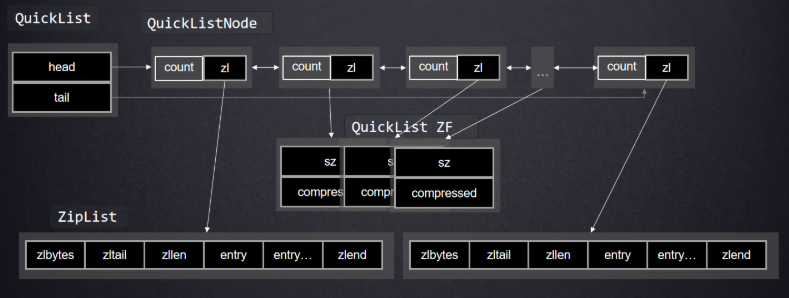 QuickList
QuickListNode
head
tail
count zl
count zl
count zl
...
count zl
QuickList ZF
sz
s
sz
compres
compr
compressed
ZipList
zlbytes zltail zllen entry entry... zlend
zlbytes zltail zllen entry entry... zlend